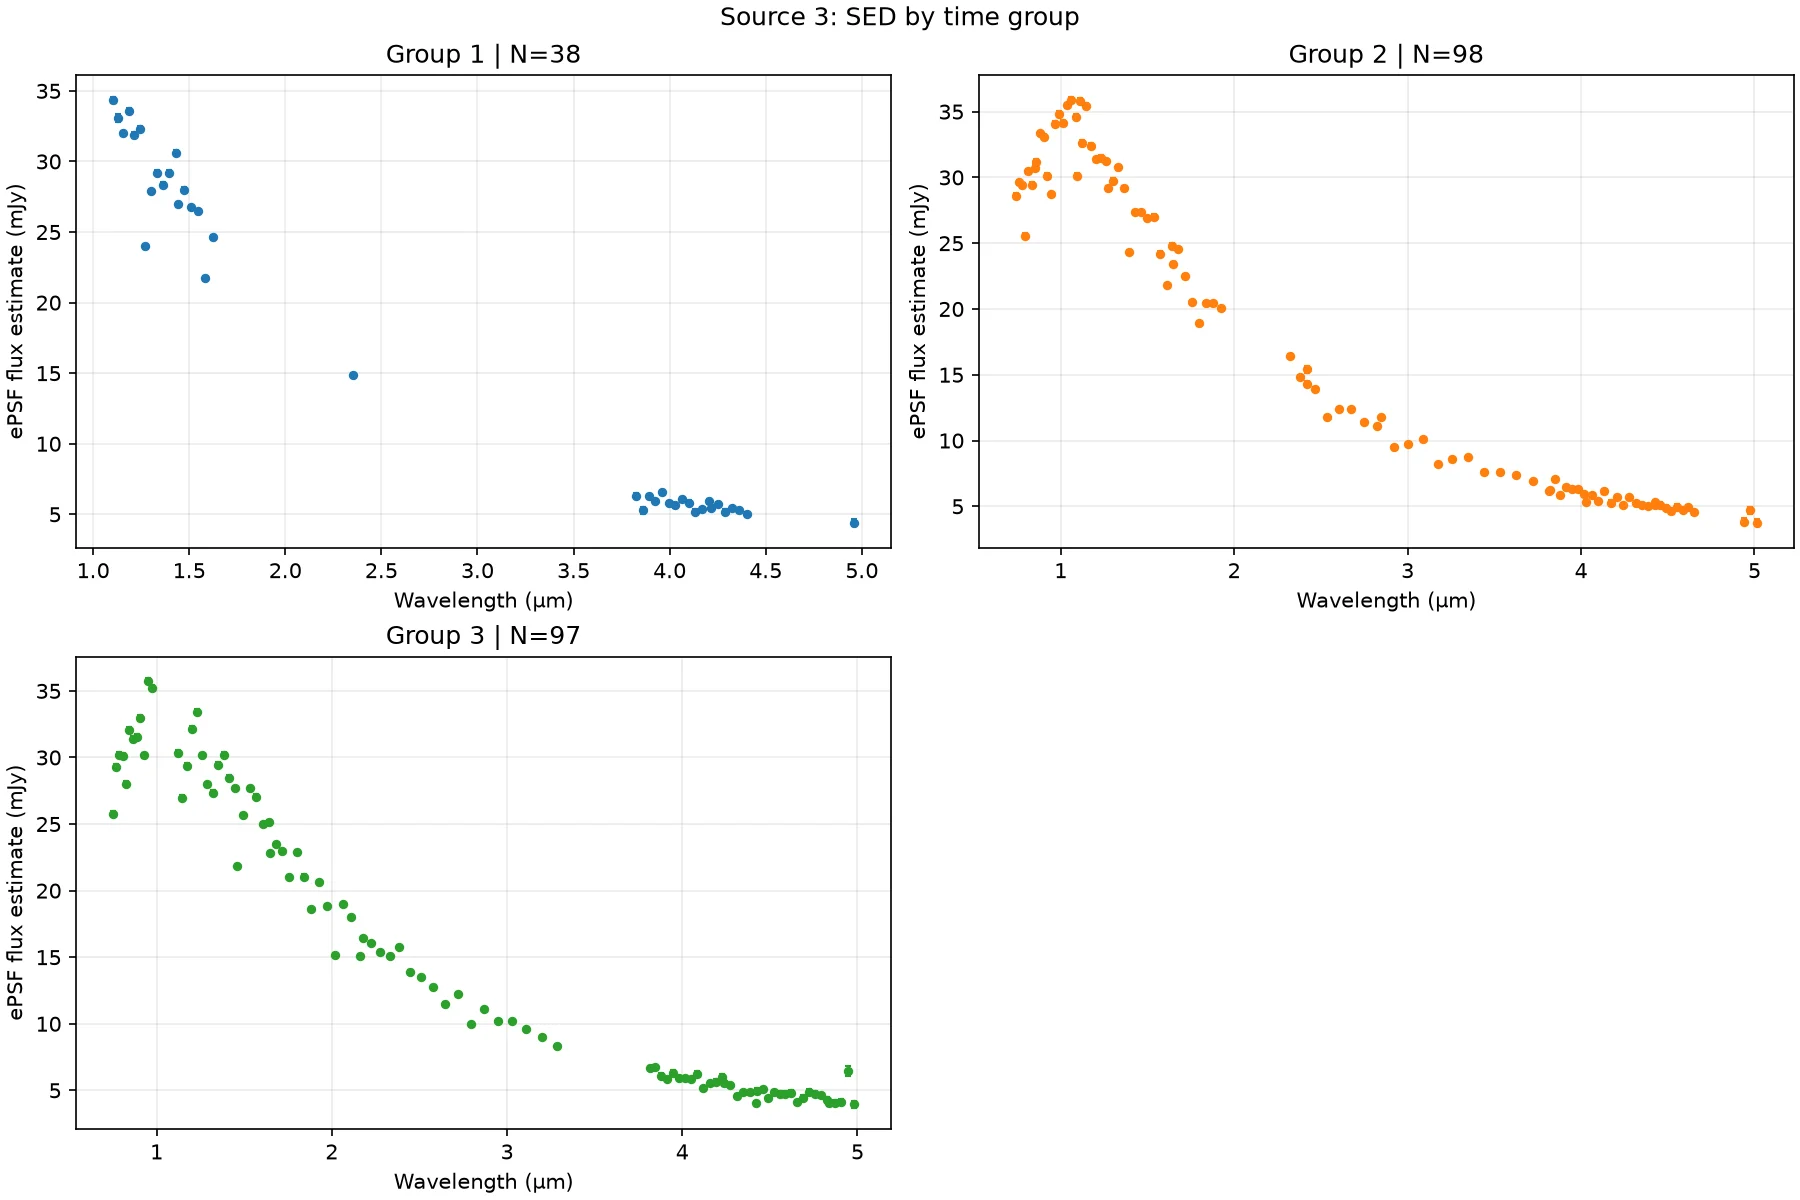 Source 3: SED by time group
Group 1 | N=38
35
30
25
20
15
10
5
ePSF flux estimate (mJy)
1.0 1.5 2.0 2.5 3.0 3.5 4.0 4.5 5.0
Wavelength (µm)
Group 2 | N=98
35
30
25
20
15
10
5
ePSF flux estimate (mJy)
1 2 3 4 5
Wavelength (µm)
Group 3 | N=97
35
30
25
20
15
10
5
ePSF flux estimate (mJy)
1 2 3 4 5
Wavelength (µm)